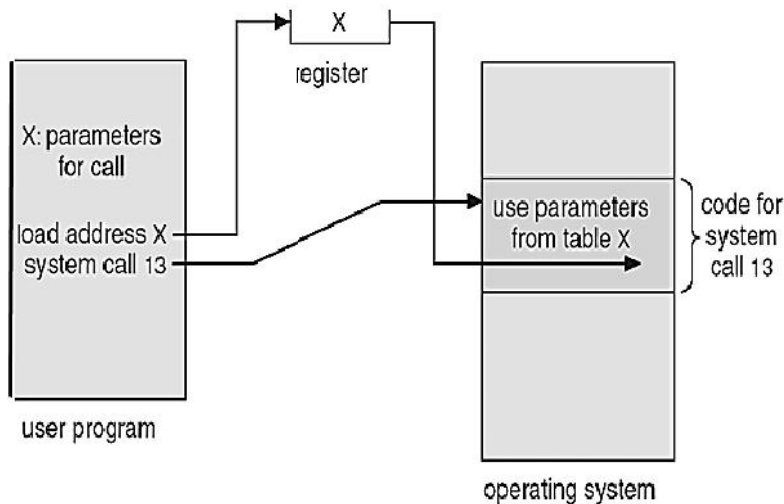 X
register
X: parameters
for call
load address X
system call 13
use parameters
from table X
code for
system
call 13
user program
operating system